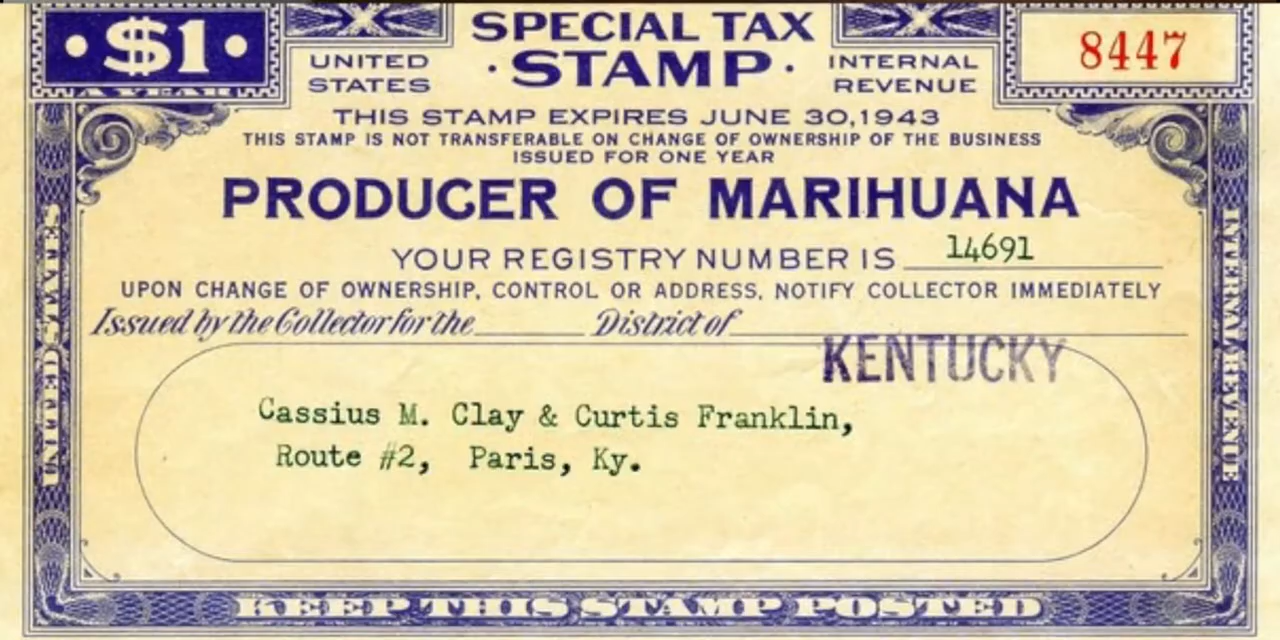 · $1 ·
A YEAR
SPECIAL TAX
· STAMP ·
UNITED
STATES
INTERNAL
REVENUE
8447
THIS STAMP EXPIRES JUNE 30, 1943
THIS STAMP IS NOT TRANSFERABLE ON CHANGE OF OWNERSHIP OF THE BUSINESS
ISSUED FOR ONE YEAR
PRODUCER OF MARIHUANA
YOUR REGISTRY NUMBER IS 14691
UPON CHANGE OF OWNERSHIP, CONTROL OR ADDRESS, NOTIFY COLLECTOR IMMEDIATELY
Issued by the Collector for the ______ District of ______
KENTUCKY
Cassius M. Clay & Curtis Franklin,
Route #2, Paris, Ky.
UNITED STATES
INTERNAL REVENUE
KEEP THIS STAMP POSTED